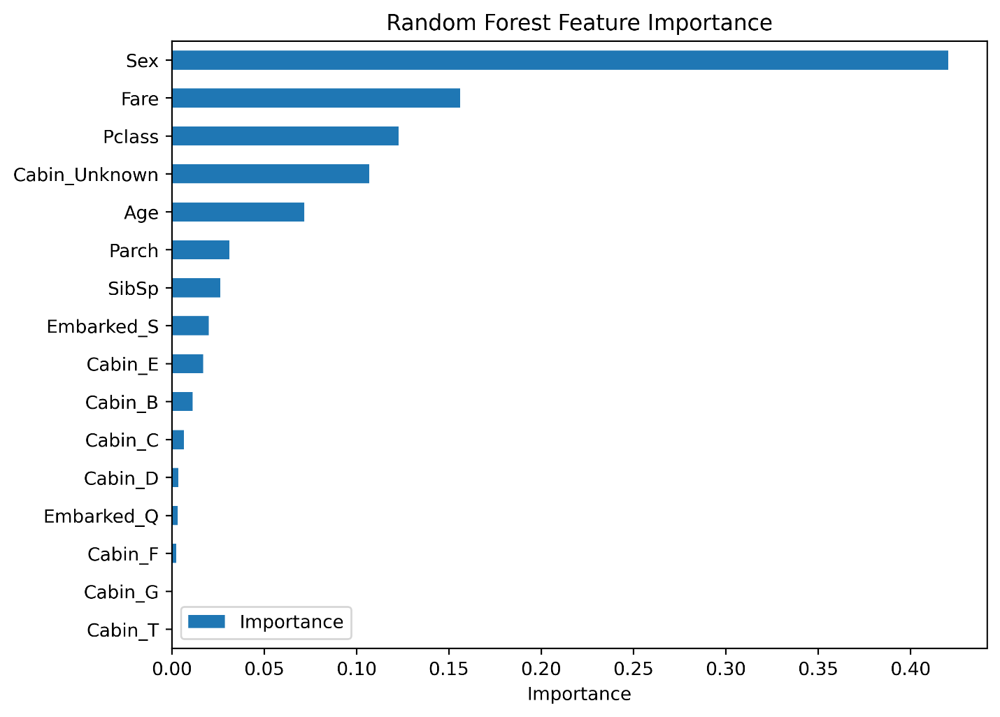 Random Forest Feature Importance
Sex
Fare
Pclass
Cabin_Unknown
Age
Parch
SibSp
Embarked_S
Cabin_E
Cabin_B
Cabin_C
Cabin_D
Embarked_Q
Cabin_F
Cabin_G
Cabin_T
Importance
0.00 0.05 0.10 0.15 0.20 0.25 0.30 0.35 0.40
Importance